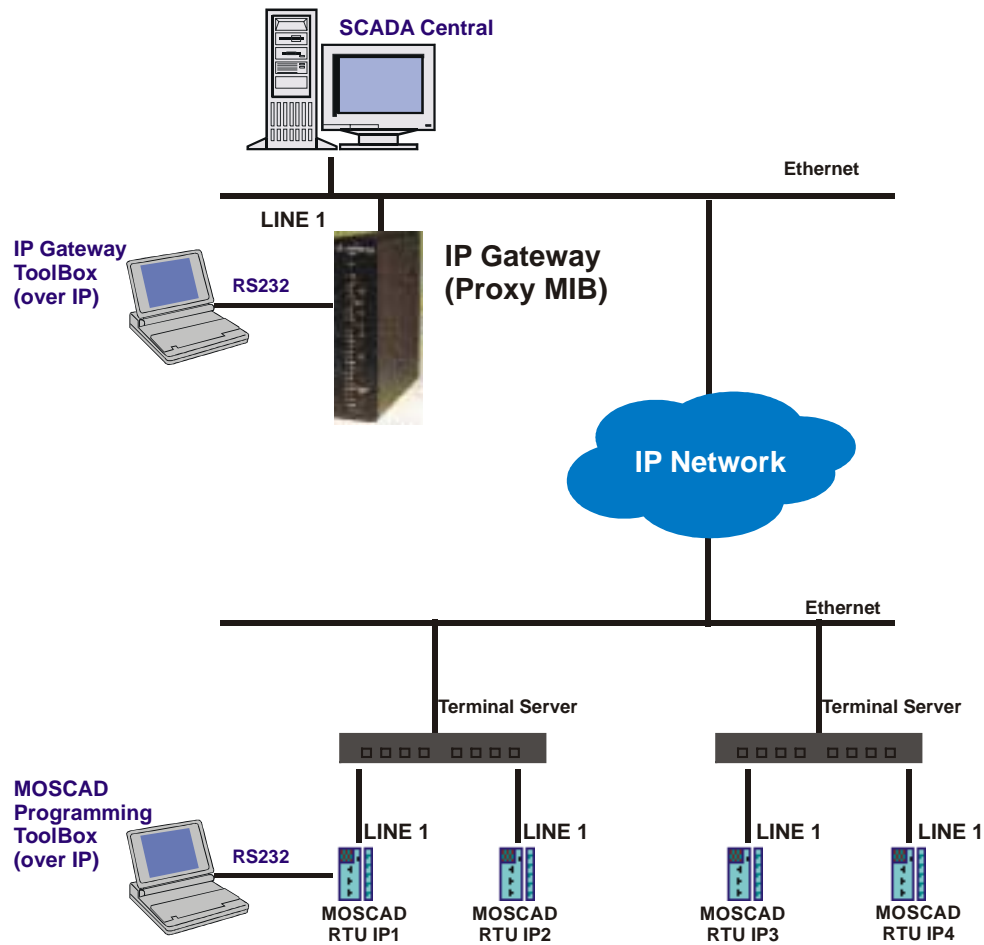 SCADA Central
Ethernet
LINE 1
IP Gateway
ToolBox
(over IP)
RS232
IP Gateway
(Proxy MIB)
IP Network
Ethernet
Terminal Server
Terminal Server
MOSCAD
Programming
ToolBox
(over IP)
RS232
LINE 1
LINE 1
LINE 1
LINE 1
MOSCAD
RTU IP1
MOSCAD
RTU IP2
MOSCAD
RTU IP3
MOSCAD
RTU IP4